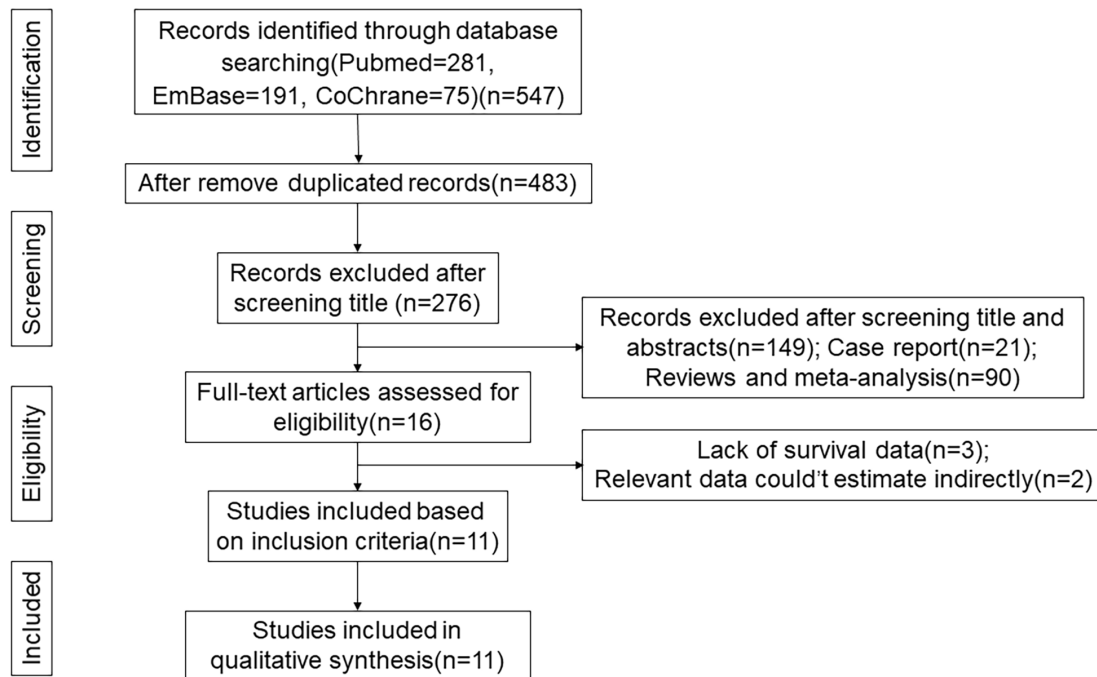 Identification
Records identified through database
searching(Pubmed=281,
EmBase=191, CoChrane=75)(n=547)
After remove duplicated records(n=483)
Screening
Records excluded after
screening title (n=276)
Records excluded after screening title and
abstracts(n=149); Case report(n=21);
Reviews and meta-analysis(n=90)
Eligibility
Full-text articles assessed for
eligibility(n=16)
Lack of survival data(n=3);
Relevant data could't estimate indirectly(n=2)
Studies included based
on inclusion criteria(n=11)
Included
Studies included in
qualitative synthesis(n=11)